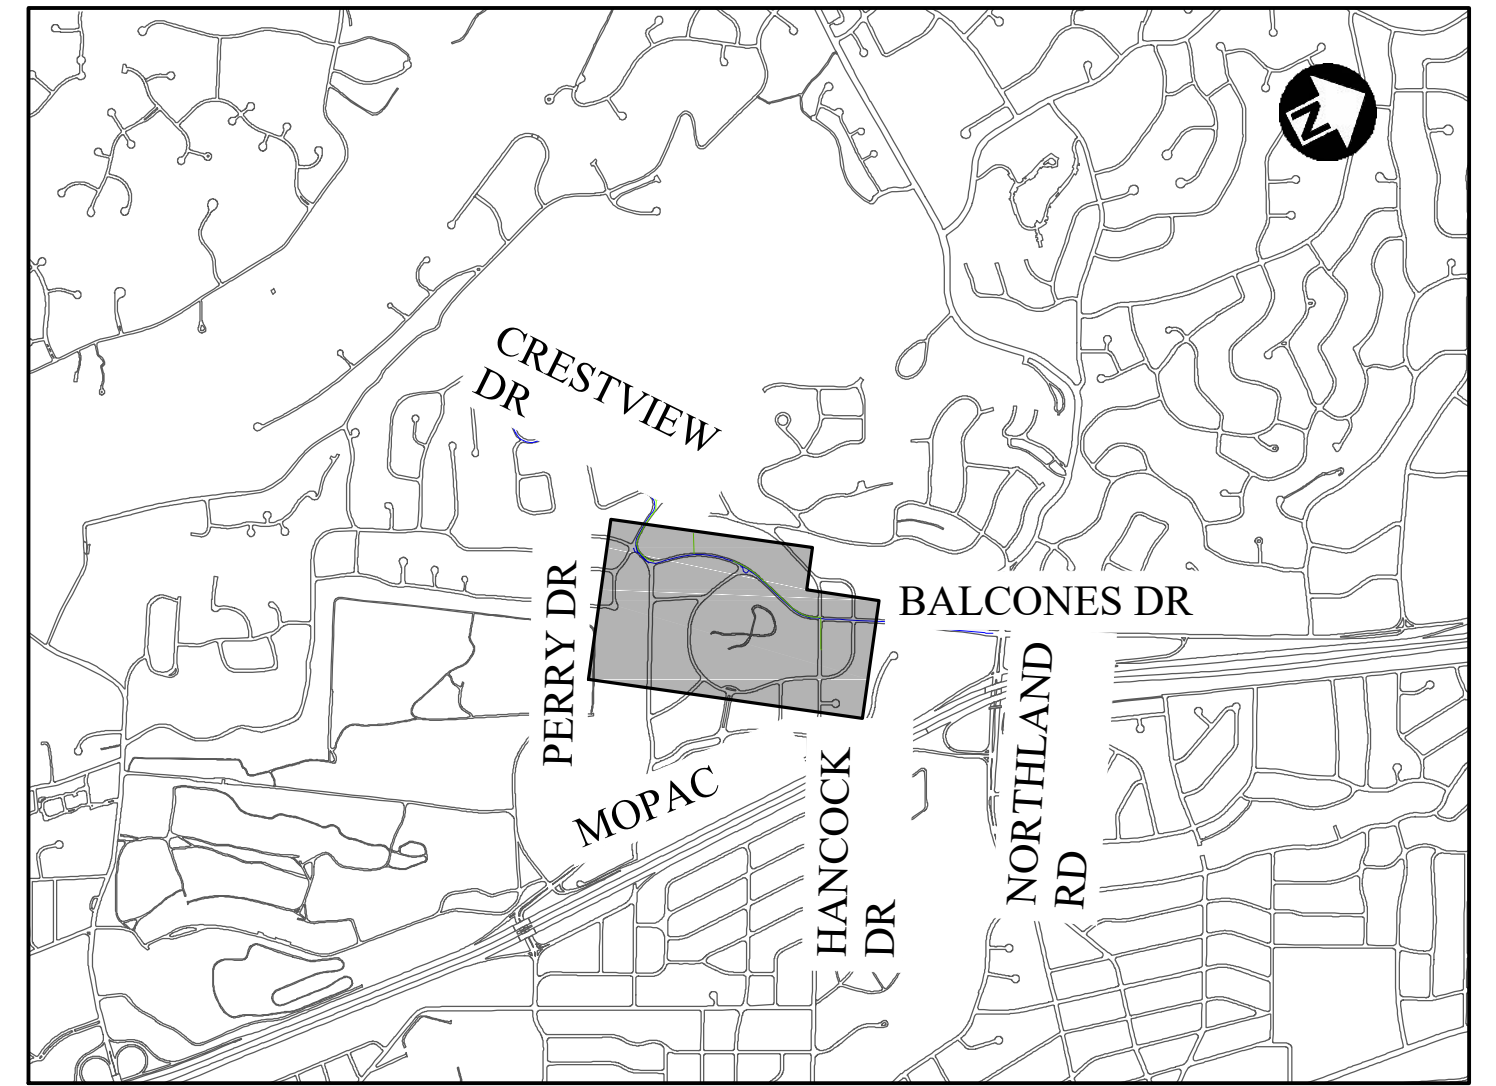 N
CRESTVIEW
DR
BALCONES DR
PERRY DR
MOPAC
HANCOCK
DR
NORTHLAND
RD